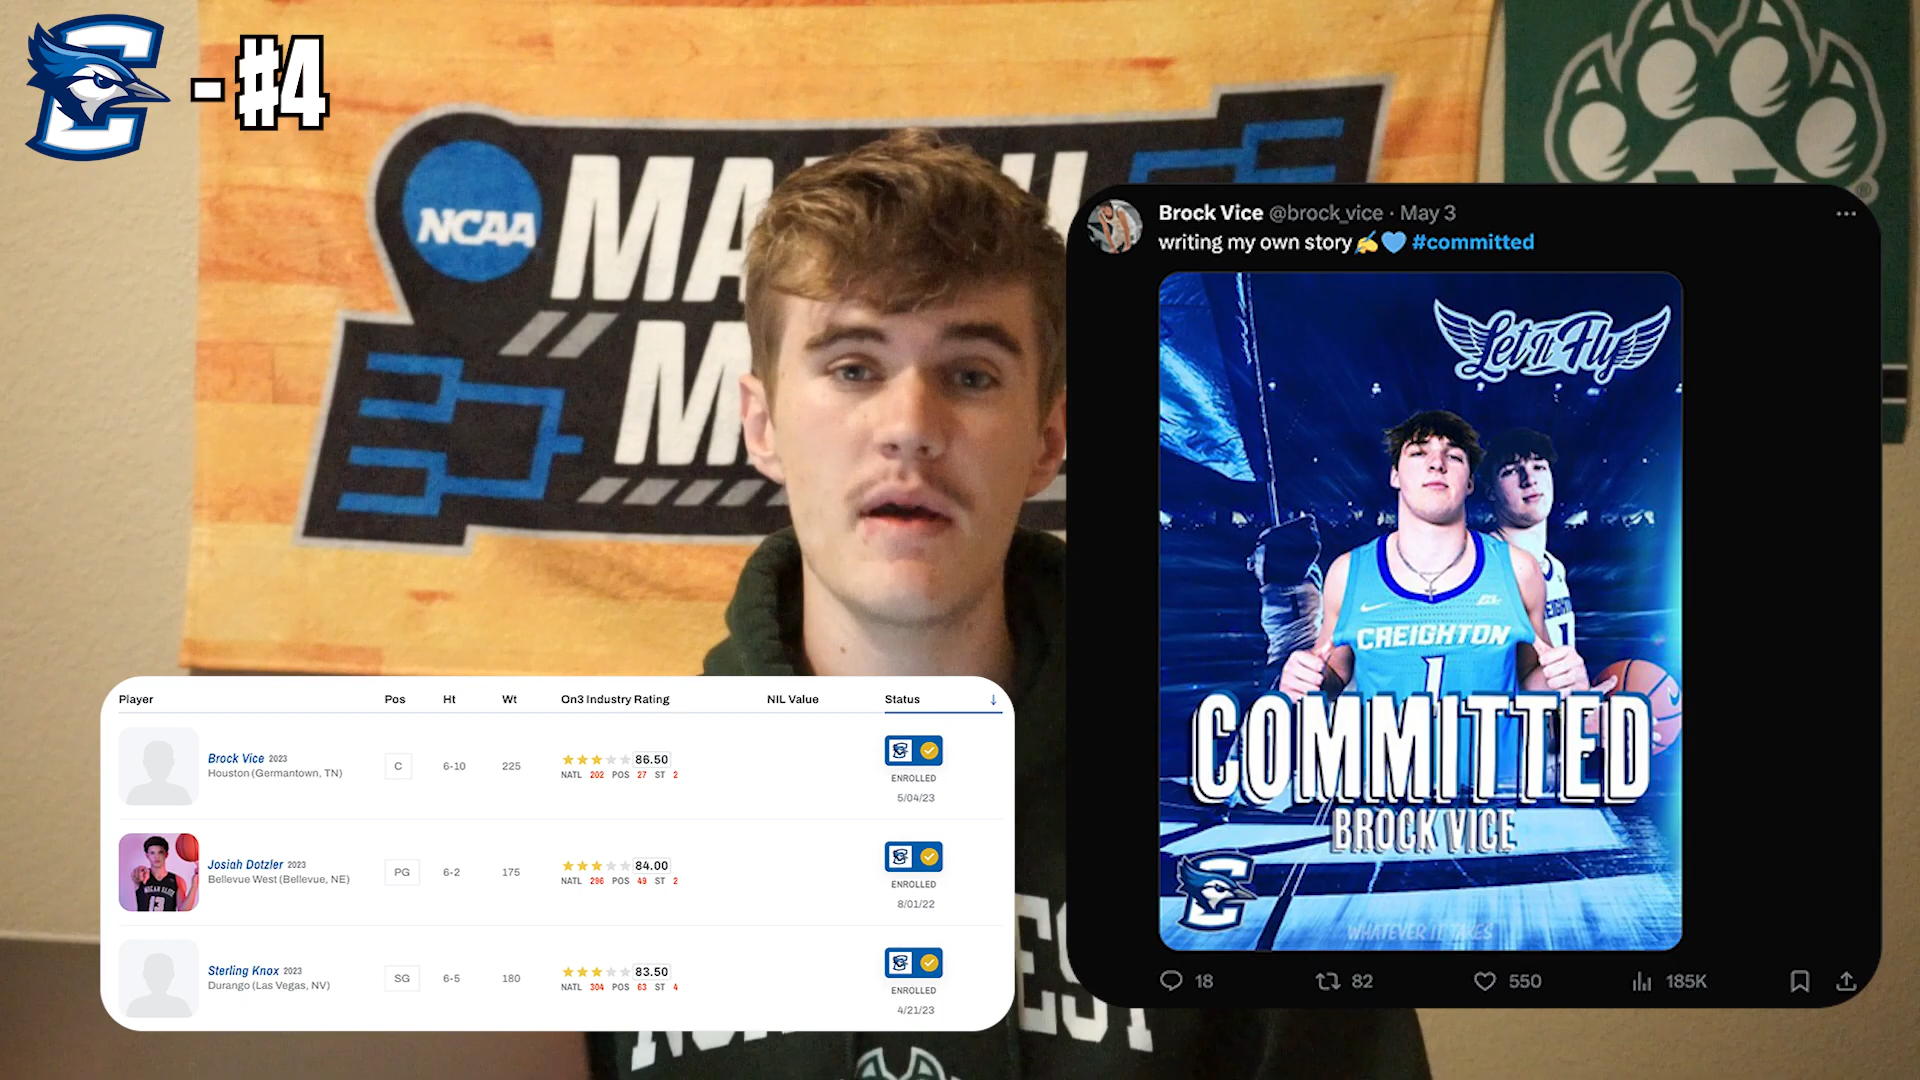 - #4
NCAA
Brock Vice @brock_vice · May 3
writing my own story✍️💙 #committed
Let It Fly
CREIGHTON
1
COMMITTED
BROCK VICE
WHATEVER IT TAKES
18 82 550 185K
Player Pos Ht Wt On3 Industry Rating NIL Value Status ↓
Brock Vice 2023
Houston (Germantown, TN)
C 6-10 225
86.50
NATL 202 POS 27 ST 2
ENROLLED
5/04/23
Josiah Dotzler 2023
Bellevue West (Bellevue, NE)
PG 6-2 175
84.00
NATL 296 POS 49 ST 2
ENROLLED
8/01/22
Sterling Knox 2023
Durango (Las Vegas, NV)
SG 6-5 180
83.50
NATL 304 POS 63 ST 4
ENROLLED
4/21/23